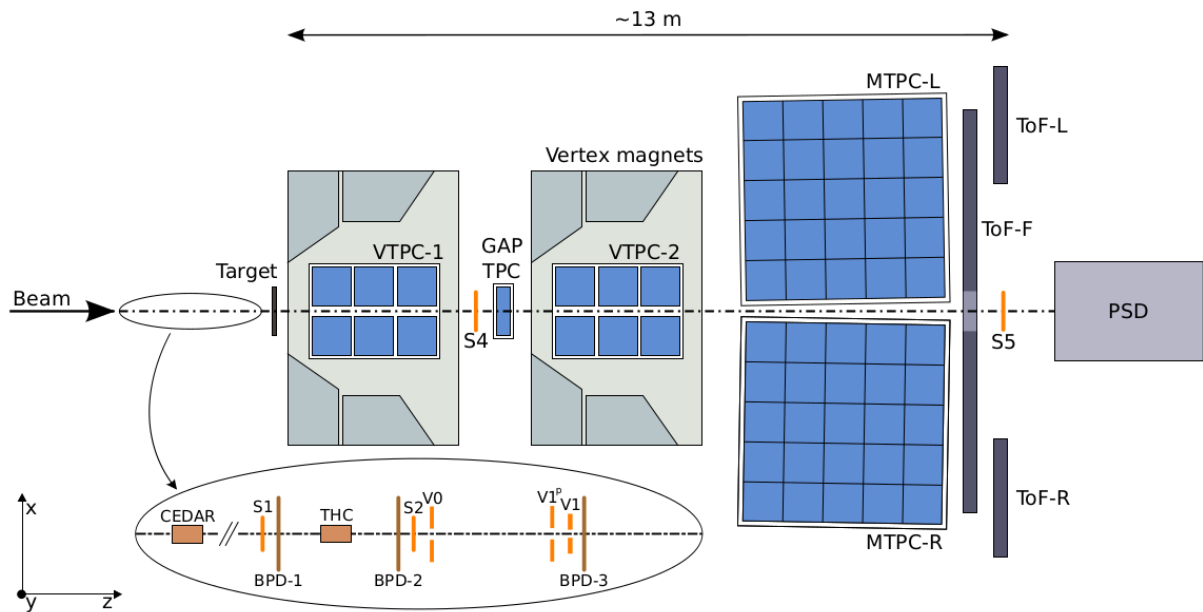 ~13 m
MTPC-L
ToF-L
Vertex magnets
ToF-F
VTPC-1
GAP
TPC
VTPC-2
Target
Beam
PSD
S4
S5
ToF-R
MTPC-R
x
y
z
CEDAR
S1
THC
S2
V0
V1ᵖ
V1
BPD-1
BPD-2
BPD-3